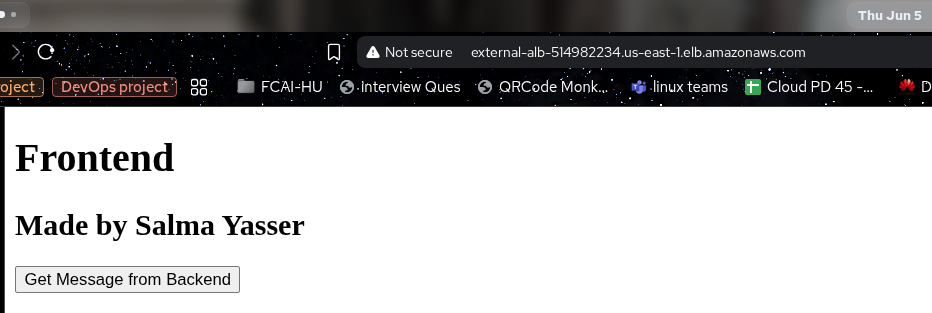 Thu Jun 5
Not secure external-alb-514982234.us-east-1.elb.amazonaws.com
oject DevOps project FCAI-HU Interview Ques QRCode Monk... linux teams Cloud PD 45 -... D
Frontend
Made by Salma Yasser
Get Message from Backend